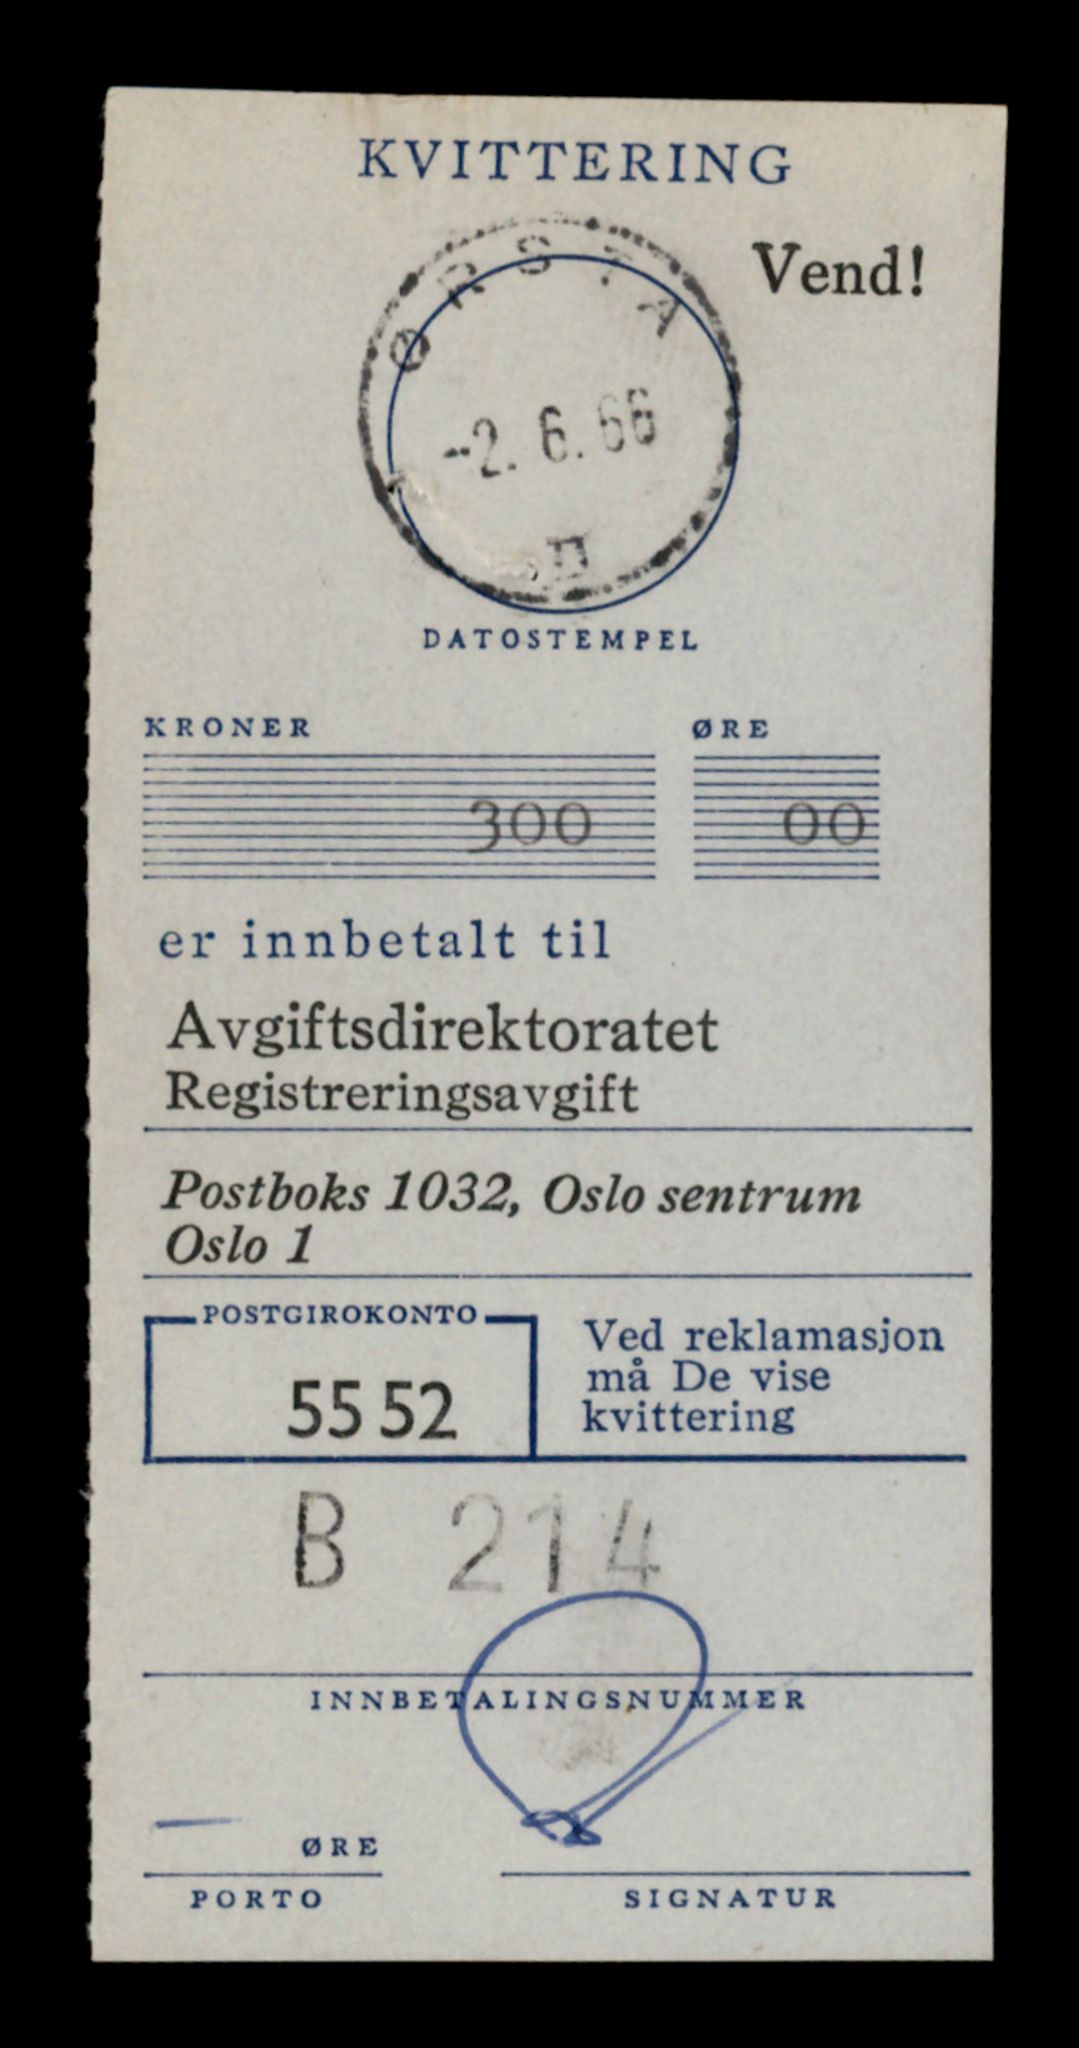 KVITTERING
Vend!
ØRSTA
-2. 6. 66
D
DATOSTEMPEL
KRONER ØRE
300 00
er innbetalt til
Avgiftsdirektoratet
Registreringsavgift
Postboks 1032, Oslo sentrum
Oslo 1
POSTGIROKONTO
55 52
Ved reklamasjon
må De vise
kvittering
B 214
INNBETALINGSNUMMER
ØRE
PORTO
SIGNATUR